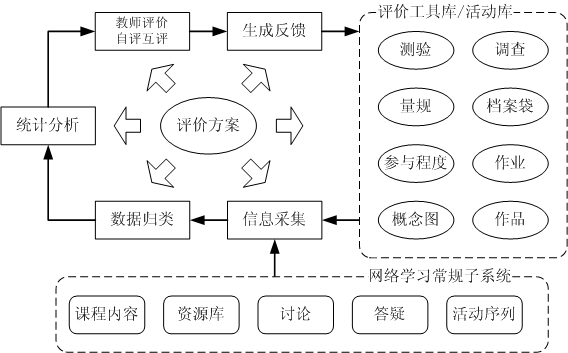 评价工具库/活动库
教师评价
自评互评
生成反馈
测验
调查
统计分析
评价方案
量规
档案袋
参与程度
作业
数据归类
信息采集
概念图
作品
网络学习常规子系统
课程内容
资源库
讨论
答疑
活动序列